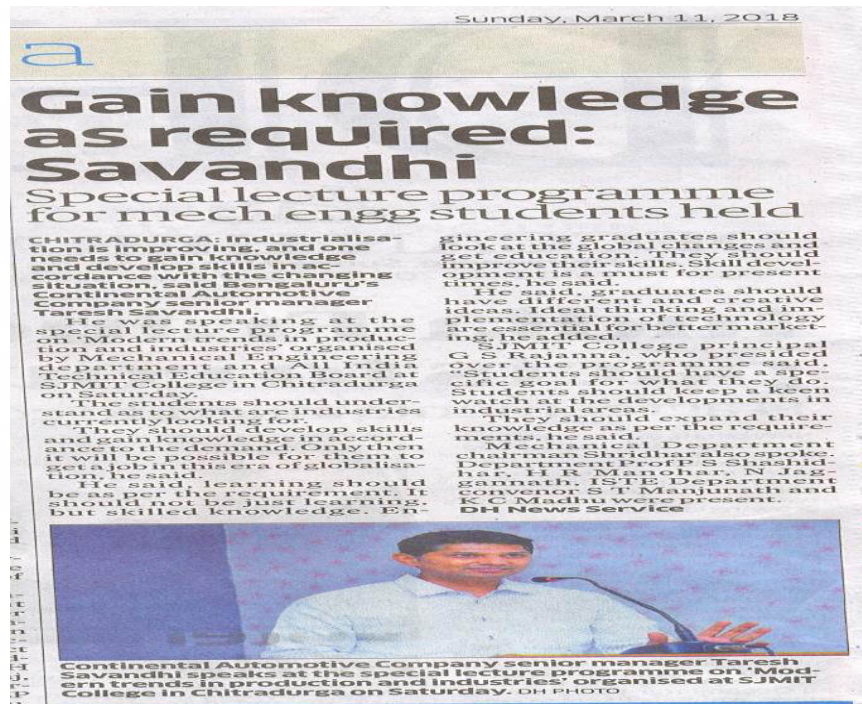 Sunday, March 11, 2018
a
Gain knowledge
as required:
Savandhi
Special lecture programme
for mech engg students held
CHITRADURGA: Industrialisa-
tion is improving, and one
needs to gain knowledge
and develop skills in ac-
cordance with the changing
situation, said Bengaluru's
Continental Automotive
Company senior manager
Taresh Savandhi.
He was speaking at the
special lecture programme
on 'Modern trends in produc-
tion and industries' organised
by Mechanical Engineering
department and All India
Technical Education Board at
SJMIT College in Chitradurga
on Saturday.
The students should under-
stand as to what are industries
currently looking for.
They should develop skills
and gain knowledge in accord-
ance to the demand. Only then
it will be possible for them to
get a job in this era of globalisa-
tion, he said.
He said, learning should
be as per the requirement. It
should not be just learning,
but skilled knowledge. En-
gineering graduates should
look at the global changes and
get education. They should
improve their skills. Skill devel-
opment is a must for present
times, he said.
He said, graduates should
have different and creative
ideas. Ideal thinking and im-
plementation of technology
are essential for better market-
ing, he added.
SJMIT College principal
G S Rajanna, who presided
over the programme said,
Students should have a spe-
cific goal for what they do.
Students should keep a keen
watch at the developments in
industrial areas.
They should expand their
knowledge as per the require-
ments, he said.
Mechanical Department
chairman Shridhar also spoke.
Department Prof P S Shashid-
har, H R Manohar, N Jag-
gannath, ISTE Department
convenor S T Manjunath and
K C Madhu were present.
DH News Service
Continental Automotive Company senior manager Taresh
Savandhi speaks at the special lecture programme on 'Mod-
ern trends in production and industries' organised at SJMIT
College in Chitradurga on Saturday. DH PHOTO